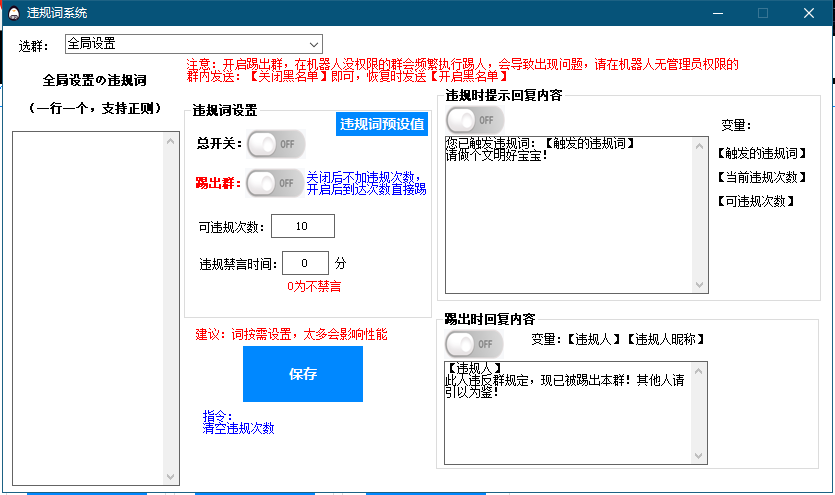 违规词系统
选群：
全局设置
注意：开启踢出群，在机器人没权限的群会频繁执行踢人，会导致出现问题，请在机器人无管理员权限的
群内发送：【关闭黑名单】即可，恢复时发送【开启黑名单】
全局设置の违规词
（一行一个，支持正则）
违规词设置
违规词预设值
总开关：
OFF
踢出群：
OFF
关闭后不加违规次数，
开启后到达次数直接踢
可违规次数：
10
违规禁言时间：
0
分
0为不禁言
建议：词按需设置，太多会影响性能
保存
指令：
清空违规次数
违规时提示回复内容
OFF
您已触发违规词：【触发的违规词】
请做个文明好宝宝！
变量：
【触发的违规词】
【当前违规次数】
【可违规次数】
踢出时回复内容
OFF
变量：【违规人】【违规人昵称】
【违规人】
此人违反群规定，现已被踢出本群！其他人请
引以为鉴！